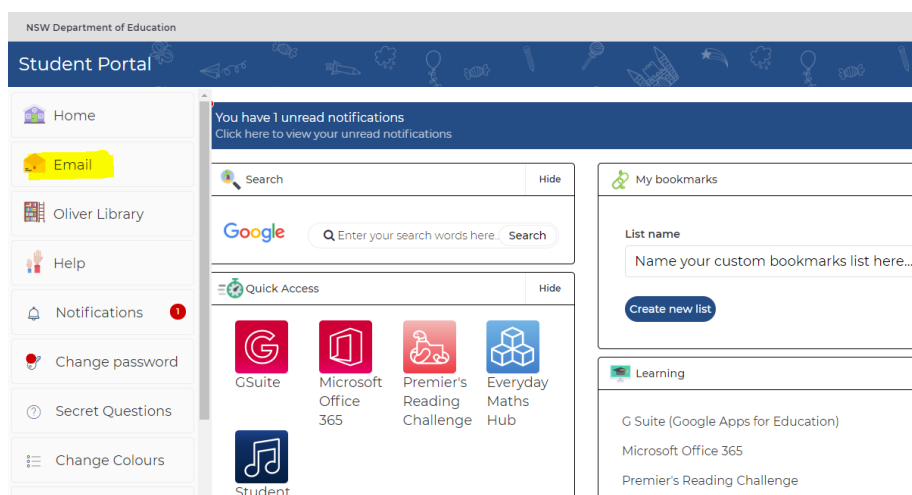 NSW Department of Education
Student Portal
Home
Email
Oliver Library
Help
Notifications 1
Change password
Secret Questions
Change Colours
You have 1 unread notifications
Click here to view your unread notifications
Search Hide
Google Enter your search words here.. Search
Quick Access Hide
GSuite
Microsoft
Office
365
Premier's
Reading
Challenge
Everyday
Maths
Hub
Student
My bookmarks
List name
Name your custom bookmarks list here...
Create new list
Learning
G Suite (Google Apps for Education)
Microsoft Office 365
Premier's Reading Challenge